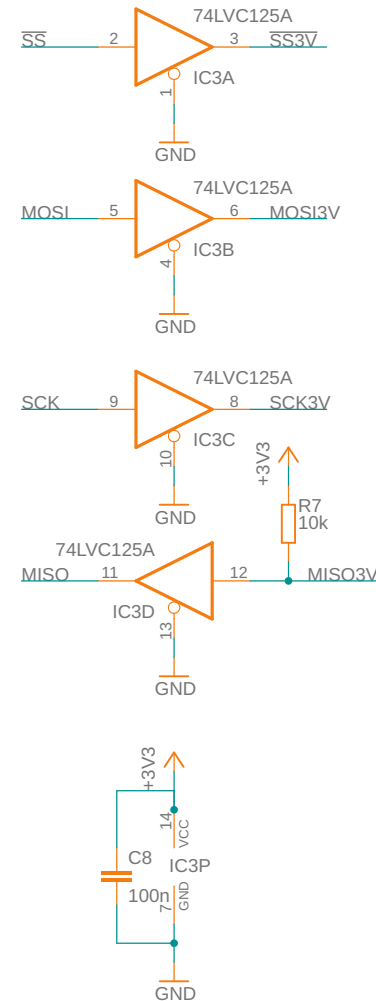 74LVC125A
SS 2 3 SS3V
IC3A
1
GND
74LVC125A
MOSI 5 6 MOSI3V
IC3B
4
GND
74LVC125A
SCK 9 8 SCK3V
IC3C
10
GND
+3V3
R7
10k
74LVC125A
MISO 11 12 MISO3V
IC3D
13
GND
+3V3
14 VCC
C8 IC3P
100n
7 GND
GND